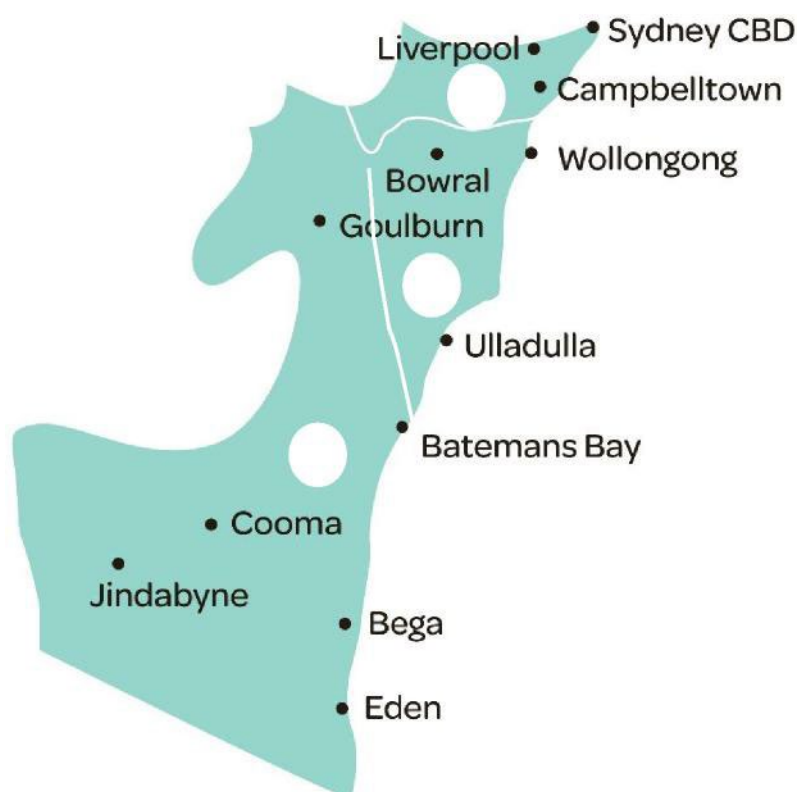 Sydney CBD
Liverpool
Campbelltown
Wollongong
Bowral
Goulburn
Ulladulla
Batemans Bay
Cooma
Jindabyne
Bega
Eden